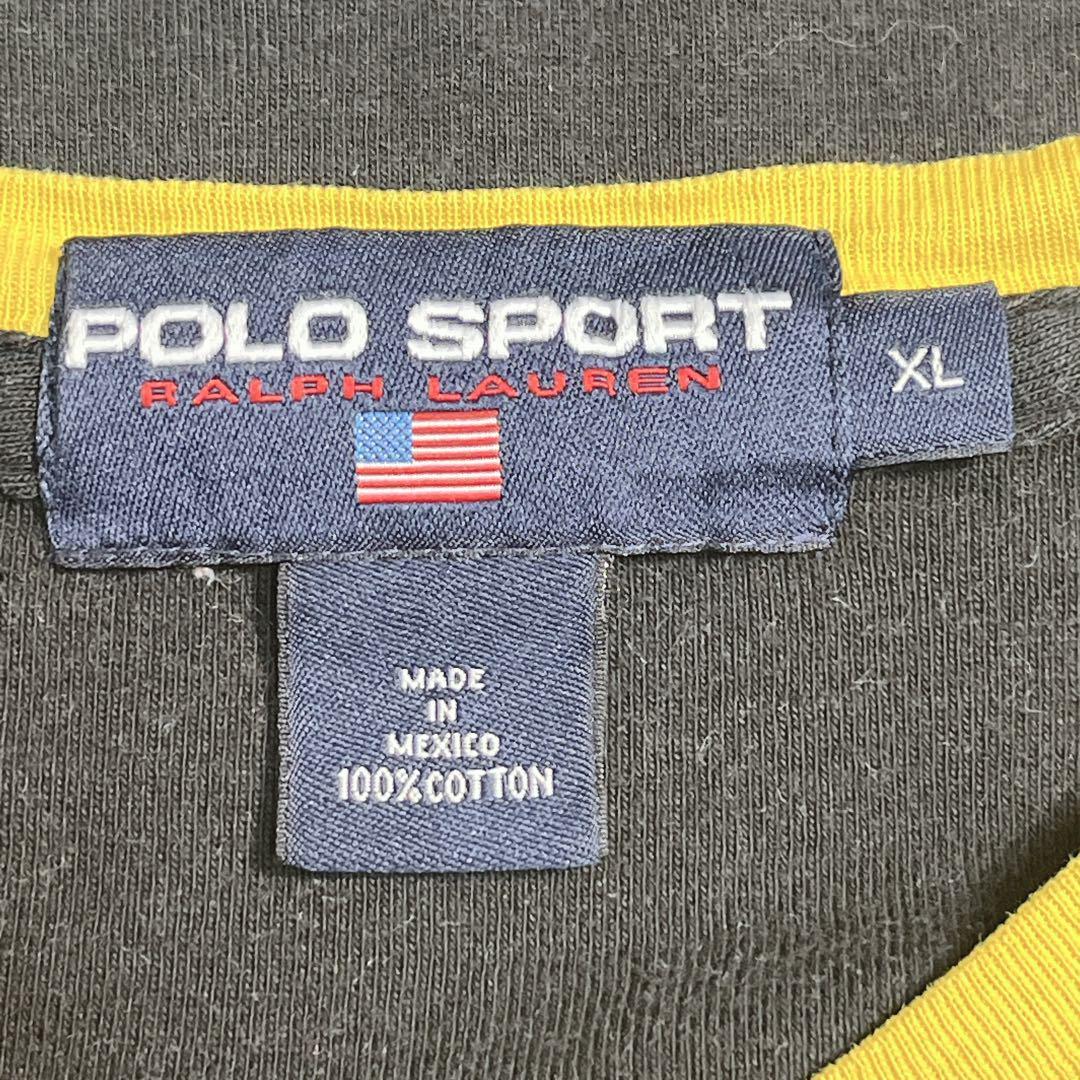 POLO SPORT
RALPH LAUREN
XL
MADE
IN
MEXICO
100% COTTON